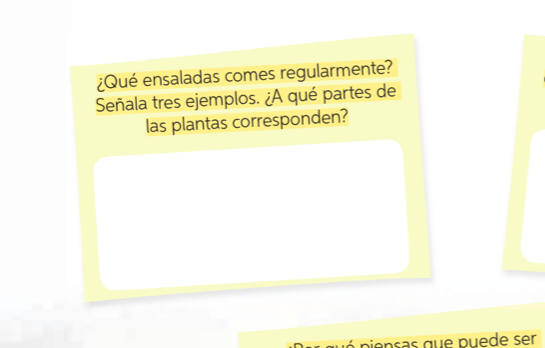 ¿Qué ensaladas comes regularmente?
Señala tres ejemplos. ¿A qué partes de
las plantas corresponden?
¿Por qué piensas que puede ser